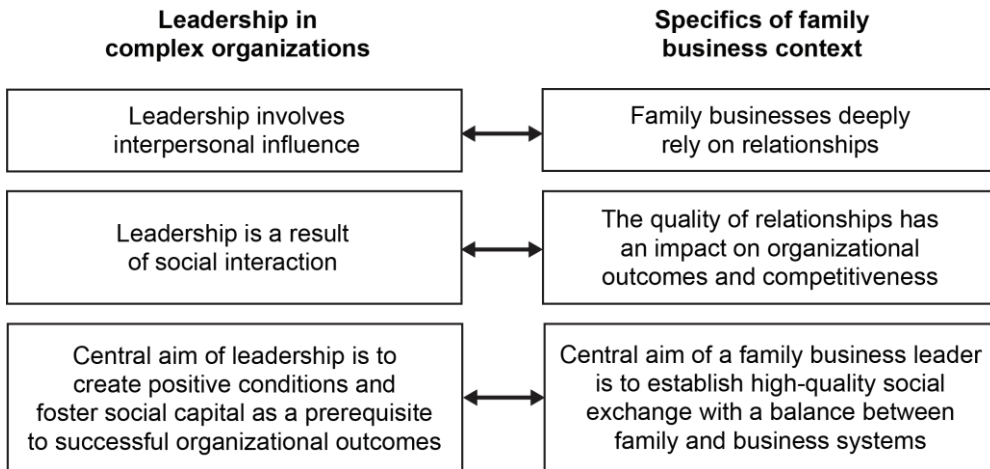 Leadership in
complex organizations
Specifics of family
business context
Leadership involves
interpersonal influence
Family businesses deeply
rely on relationships
Leadership is a result
of social interaction
The quality of relationships has
an impact on organizational
outcomes and competitiveness
Central aim of leadership is to
create positive conditions and
foster social capital as a prerequisite
to successful organizational outcomes
Central aim of a family business leader
is to establish high-quality social
exchange with a balance between
family and business systems